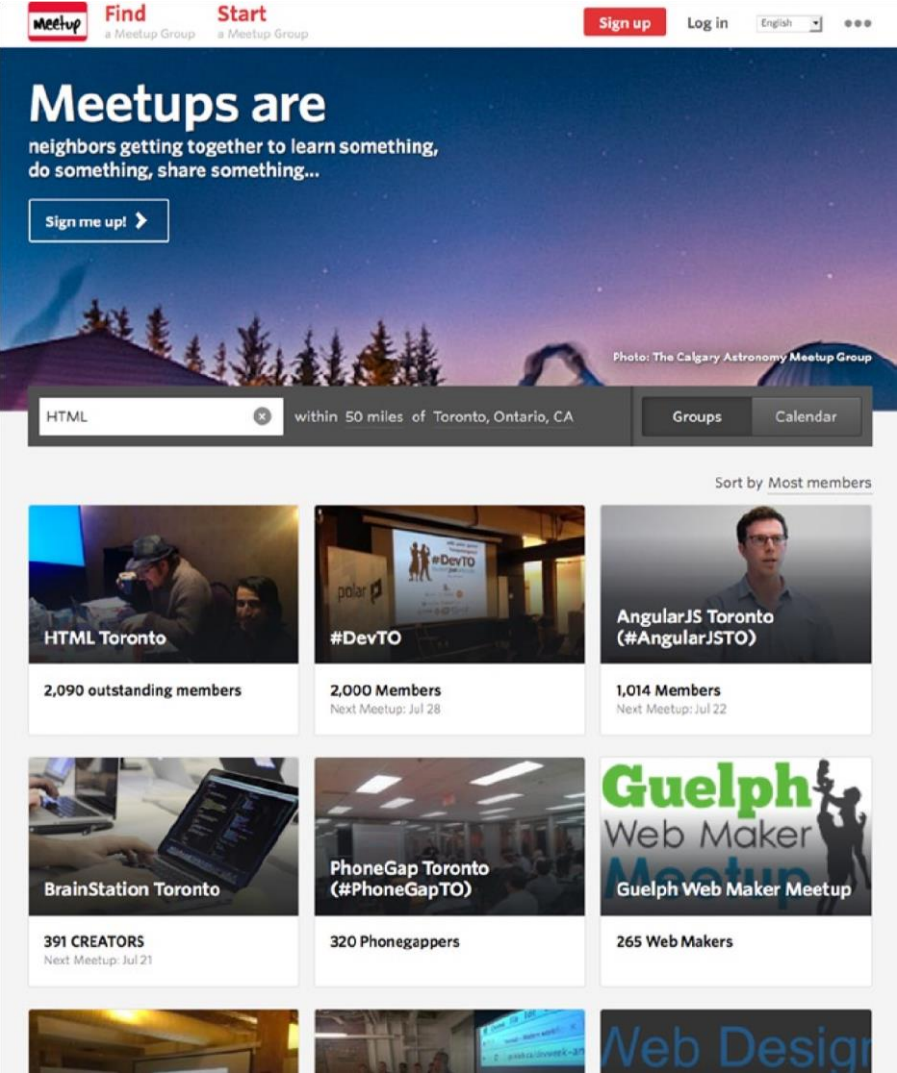 Meetup
Find
a Meetup Group
Start
a Meetup Group
Sign up
Log in
English
Meetups are
neighbors getting together to learn something,
do something, share something...
Sign me up!
Photo: The Calgary Astronomy Meetup Group
HTML
within 50 miles of Toronto, Ontario, CA
Groups
Calendar
Sort by Most members
HTML Toronto
2,090 outstanding members
polar
#DevTO
#DevTO
2,000 Members
Next Meetup: Jul 28
AngularJS Toronto
(#AngularJSTO)
1,014 Members
Next Meetup: Jul 22
BrainStation Toronto
391 CREATORS
Next Meetup: Jul 21
PhoneGap Toronto
(#PhoneGapTO)
320 Phonegappers
Guelph
Web Maker
Meetup
Guelph Web Maker Meetup
265 Web Makers
Web Design